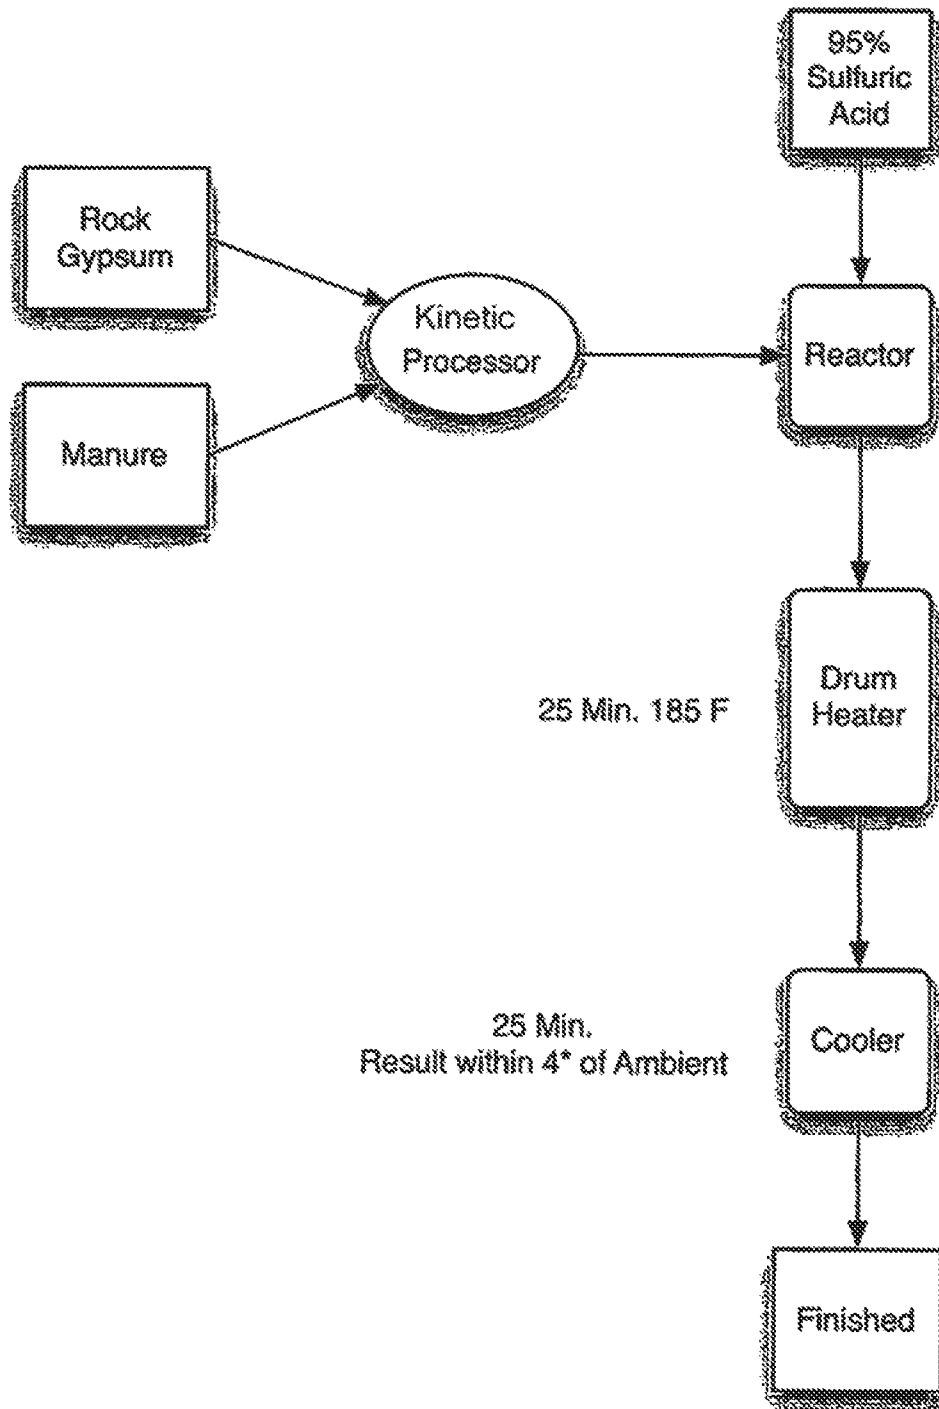 95%
Sulfuric
Acid
Rock
Gypsum
Kinetic
Processor
Reactor
Manure
Drum
Heater
25 Min. 185 F
25 Min.
Result within 4* of Ambient
Cooler
Finished